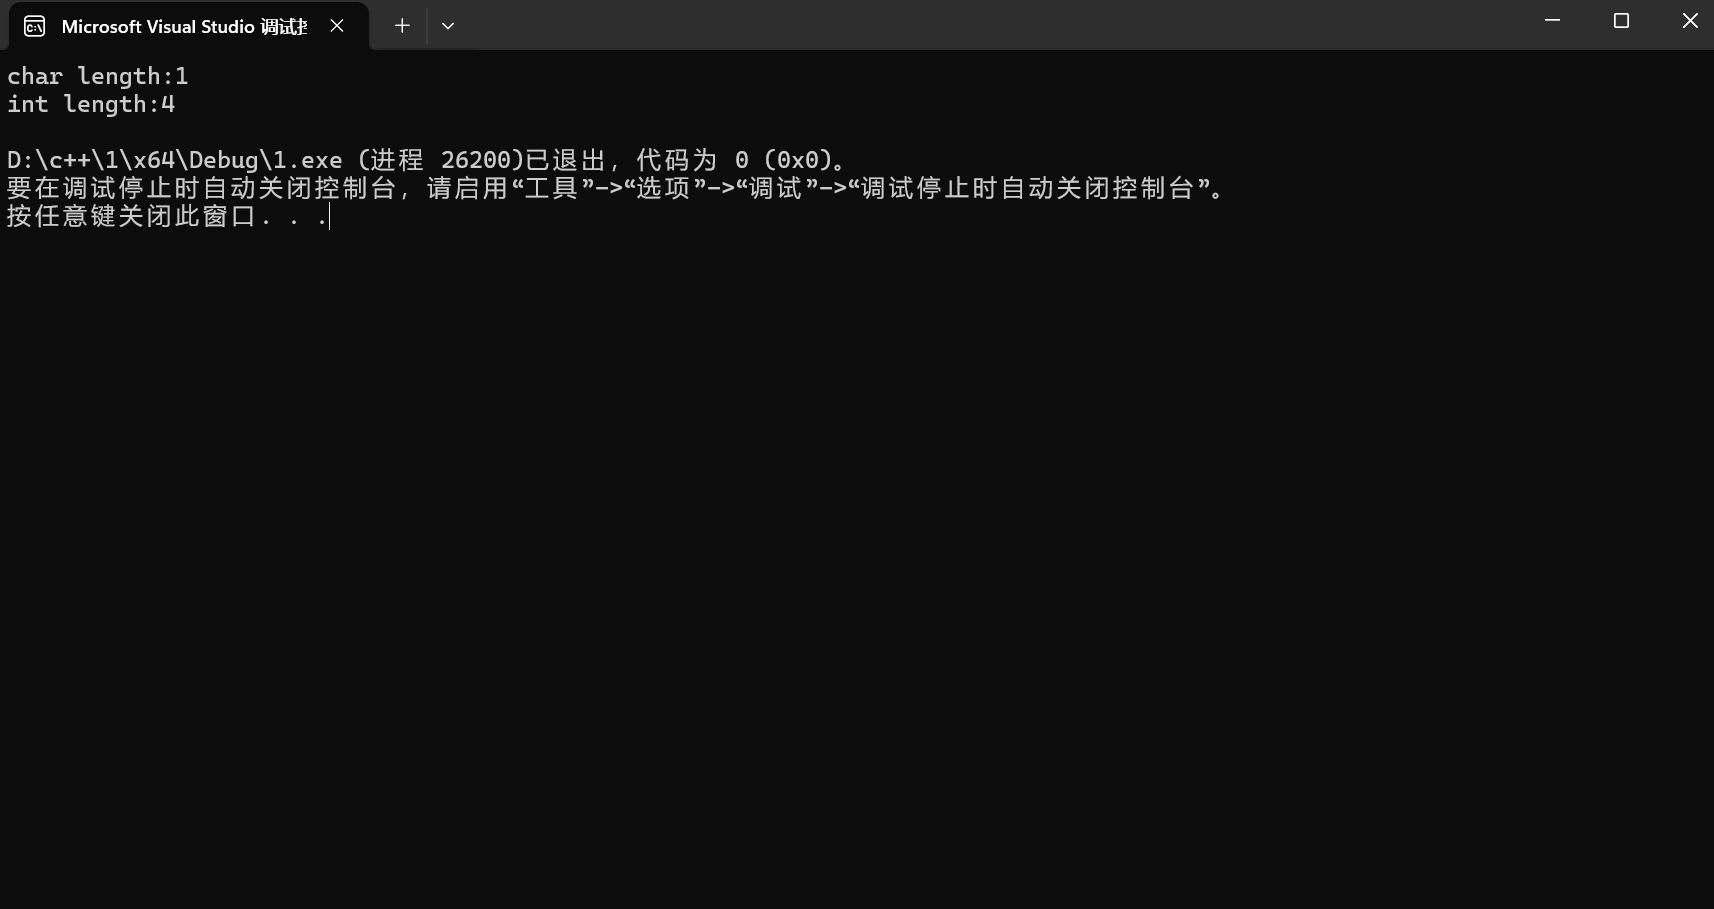 Microsoft Visual Studio 调试
char length:1
int length:4
D:\c++\1\x64\Debug\1.exe (进程 26200)已退出，代码为 0 (0x0)。
要在调试停止时自动关闭控制台，请启用“工具”->“选项”->“调试”->“调试停止时自动关闭控制台”。
按任意键关闭此窗口. . .